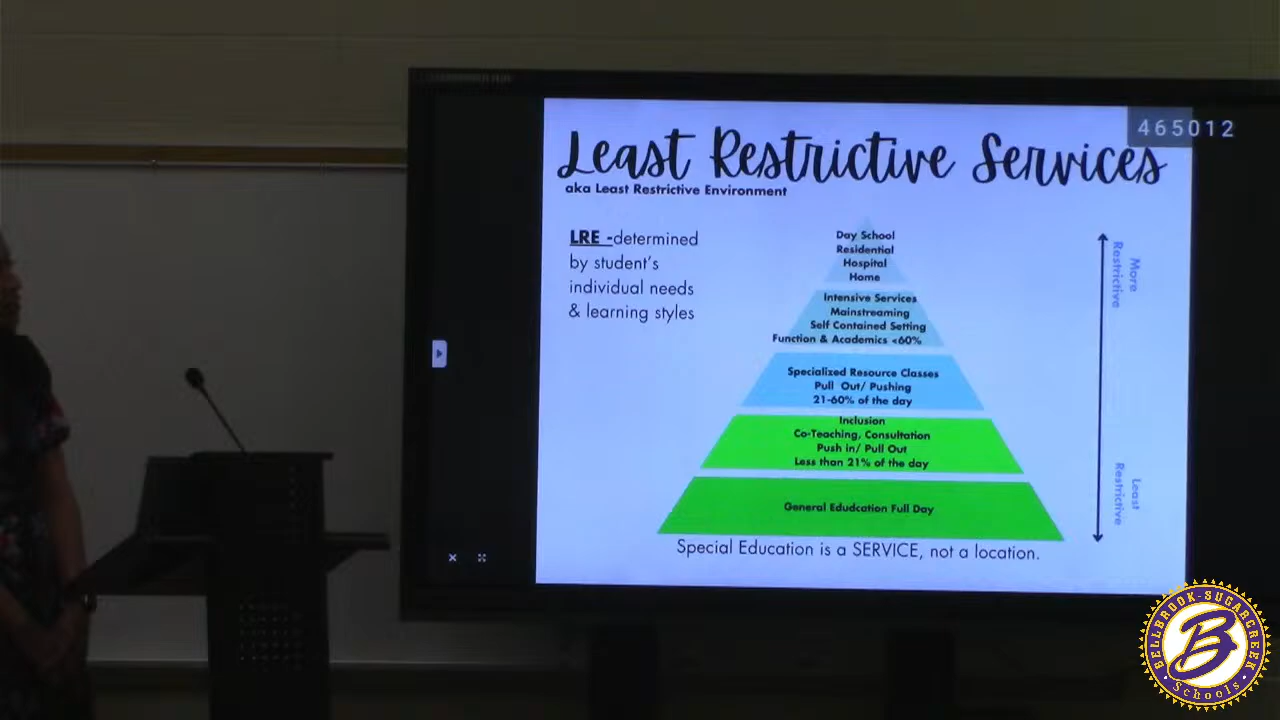 465012
Least Restrictive Services
aka Least Restrictive Environment
LRE -determined
by student's
individual needs
& learning styles
Day School
Residential
Hospital
Home
Intensive Services
Mainstreaming
Self Contained Setting
Function & Academics <60%
Specialized Resource Classes
Pull Out/ Pushing
21-60% of the day
Inclusion
Co-Teaching, Consultation
Push in/ Pull Out
Less than 21% of the day
General Edudcation Full Day
More
Restrictive
Least
Restrictive
Special Education is a SERVICE, not a location.
BELLBROOK-SUGARCREEK
B
Schools